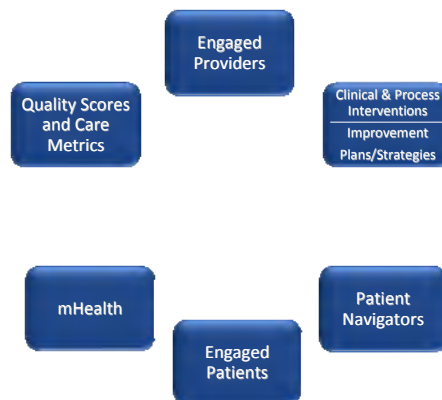 Engaged
Providers
Quality Scores
and Care
Metrics
Clinical & Process
Interventions
Improvement
Plans/Strategies
mHealth
Patient
Navigators
Engaged
Patients